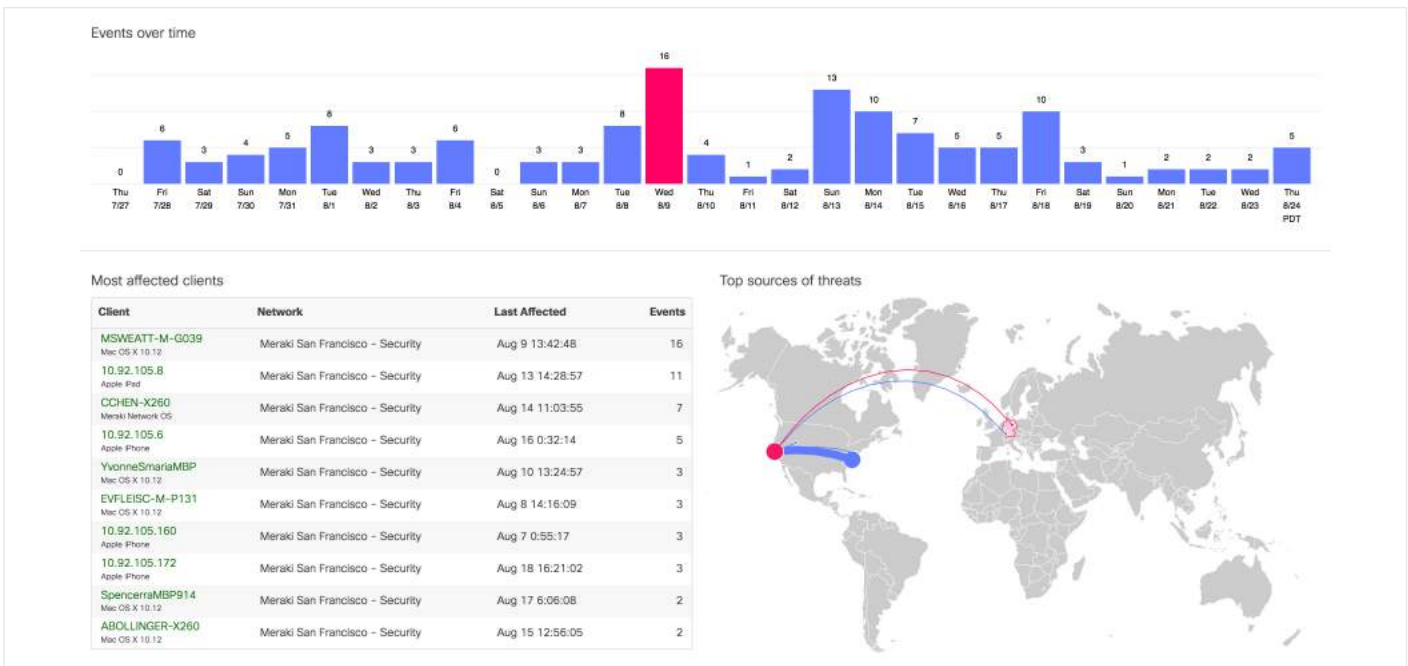 Events over time
16
13
10
10
8
8
7
6
6
5
5
5
5
4
4
3
3
3
3
3
3
2
2
2
2
1
1
0
0
Thu Fri Sat Sun Mon Tue Wed Thu Fri Sat Sun Mon Tue Wed Thu Fri Sat Sun Mon Tue Wed Thu Fri Sat Sun Mon Tue Wed Thu
7/27 7/28 7/29 7/30 7/31 8/1 8/2 8/3 8/4 8/5 8/6 8/7 8/8 8/9 8/10 8/11 8/12 8/13 8/14 8/15 8/16 8/17 8/18 8/19 8/20 8/21 8/22 8/23 8/24
PDT
Most affected clients
Client Network Last Affected Events
MSWEATT-M-G039
Mac OS X 10.12
Meraki San Francisco - Security Aug 9 13:42:48 16
10.92.105.8
Apple iPad
Meraki San Francisco - Security Aug 13 14:28:57 11
CCHEN-X260
Meraki Network OS
Meraki San Francisco - Security Aug 14 11:03:55 7
10.92.105.6
Apple iPhone
Meraki San Francisco - Security Aug 16 0:32:14 5
YvonneSmariaMBP
Mac OS X 10.12
Meraki San Francisco - Security Aug 10 13:24:57 3
EVFLEISC-M-P131
Mac OS X 10.12
Meraki San Francisco - Security Aug 8 14:16:09 3
10.92.105.160
Apple iPhone
Meraki San Francisco - Security Aug 7 0:55:17 3
10.92.105.172
Apple iPhone
Meraki San Francisco - Security Aug 18 16:21:02 3
SpencerraMBP914
Mac OS X 10.12
Meraki San Francisco - Security Aug 17 6:06:08 2
ABOLLINGER-X260
Mac OS X 10.12
Meraki San Francisco - Security Aug 15 12:56:05 2
Top sources of threats